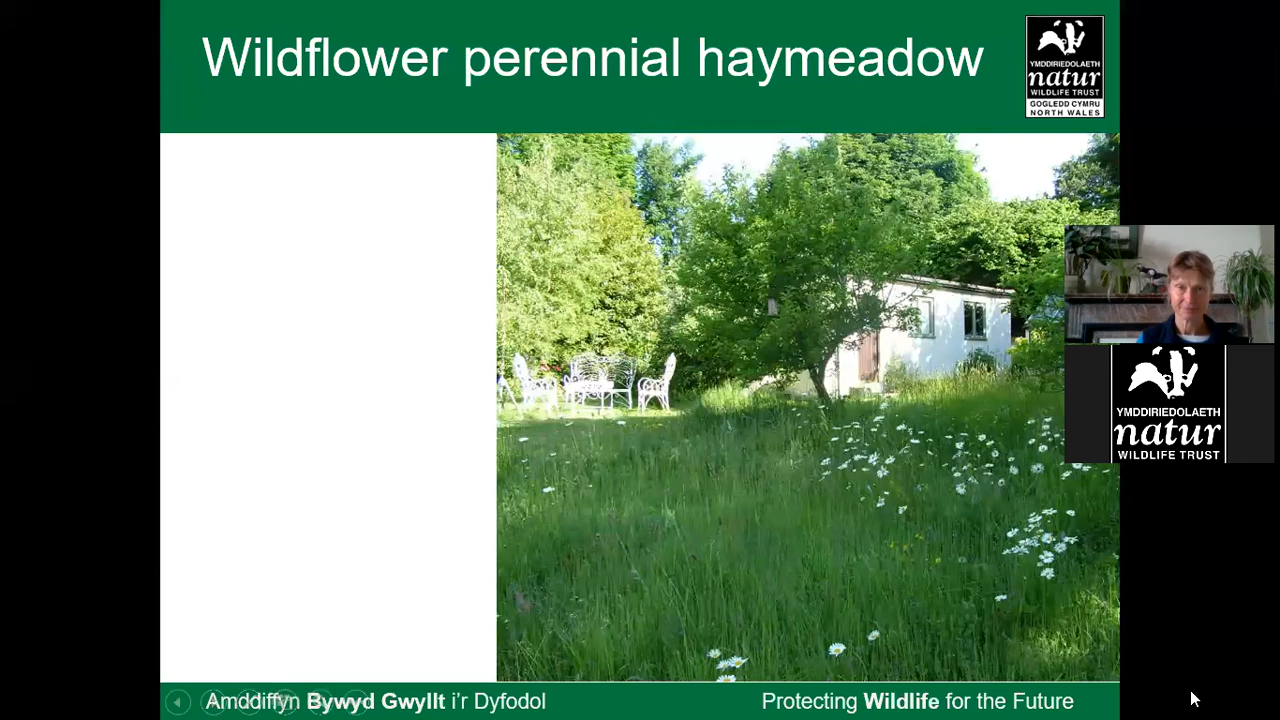 Wildflower perennial haymeadow
YMDDIRIEDOLAETH
natur
WILDLIFE TRUST
GOGLEDD CYMRU
NORTH WALES
YMDDIRIEDOLAETH
natur
WILDLIFE TRUST
Amddiffyn Bywyd Gwyllt i'r Dyfodol
Protecting Wildlife for the Future